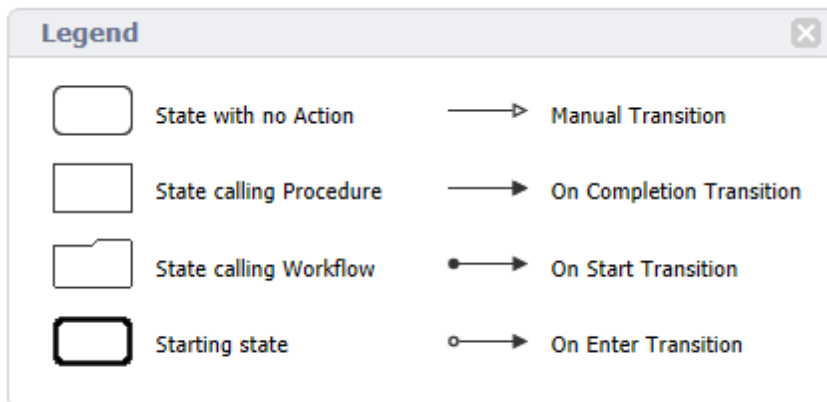 Legend
State with no Action
Manual Transition
State calling Procedure
On Completion Transition
State calling Workflow
On Start Transition
Starting state
On Enter Transition